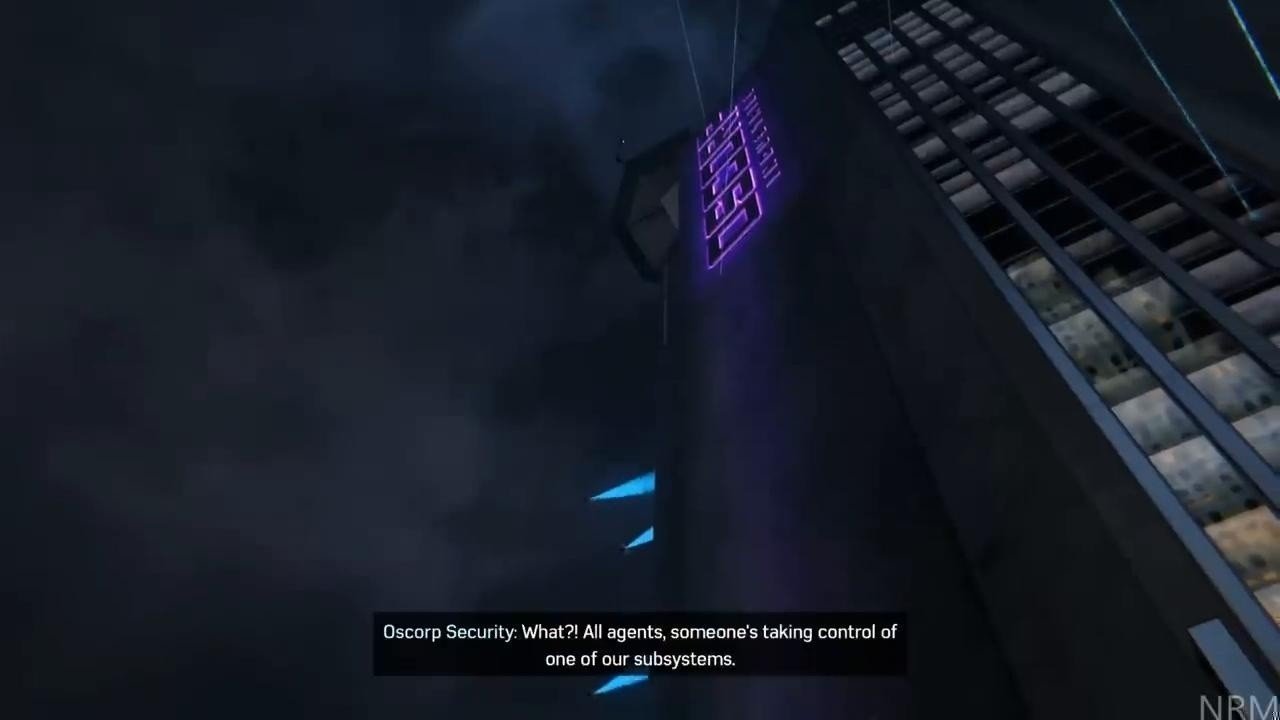 Oscorp Security: What?! All agents, someone's taking control of
one of our subsystems.
NRM